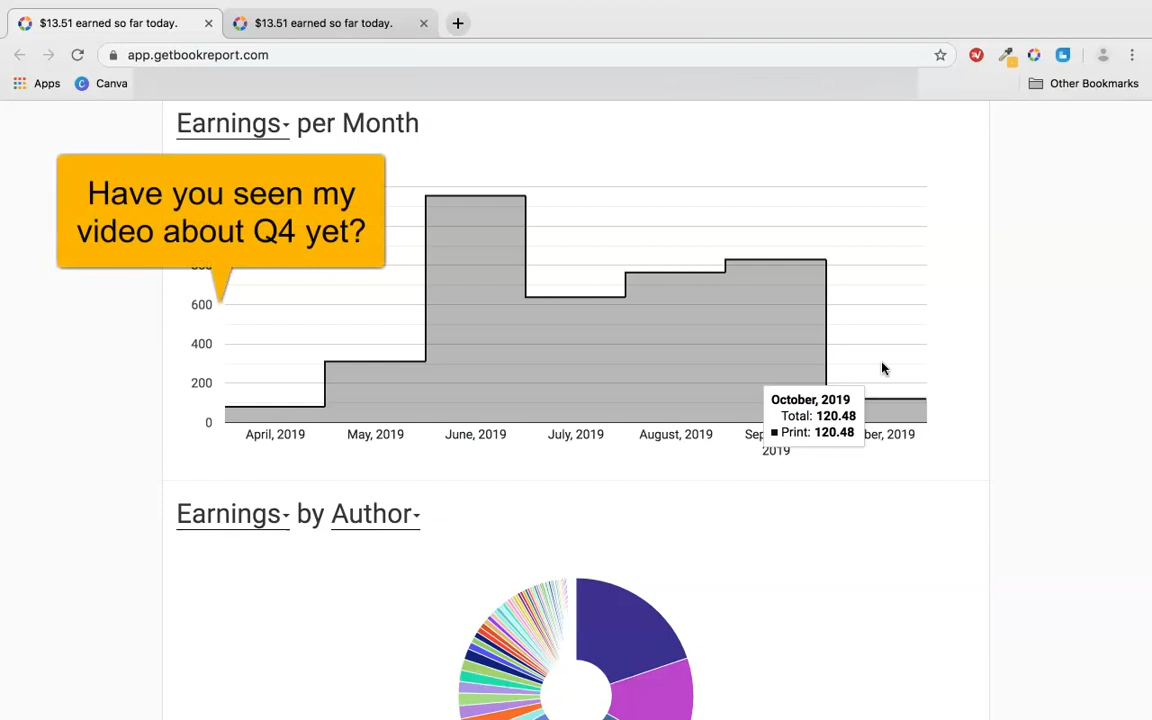 $13.51 earned so far today.
$13.51 earned so far today.
app.getbookreport.com
Apps
Canva
Other Bookmarks
Earnings per Month
Have you seen my
video about Q4 yet?
600
400
200
0
October, 2019
Total: 120.48
Print: 120.48
April, 2019
May, 2019
June, 2019
July, 2019
August, 2019
Sep
ber, 2019
2019
Earnings by Author